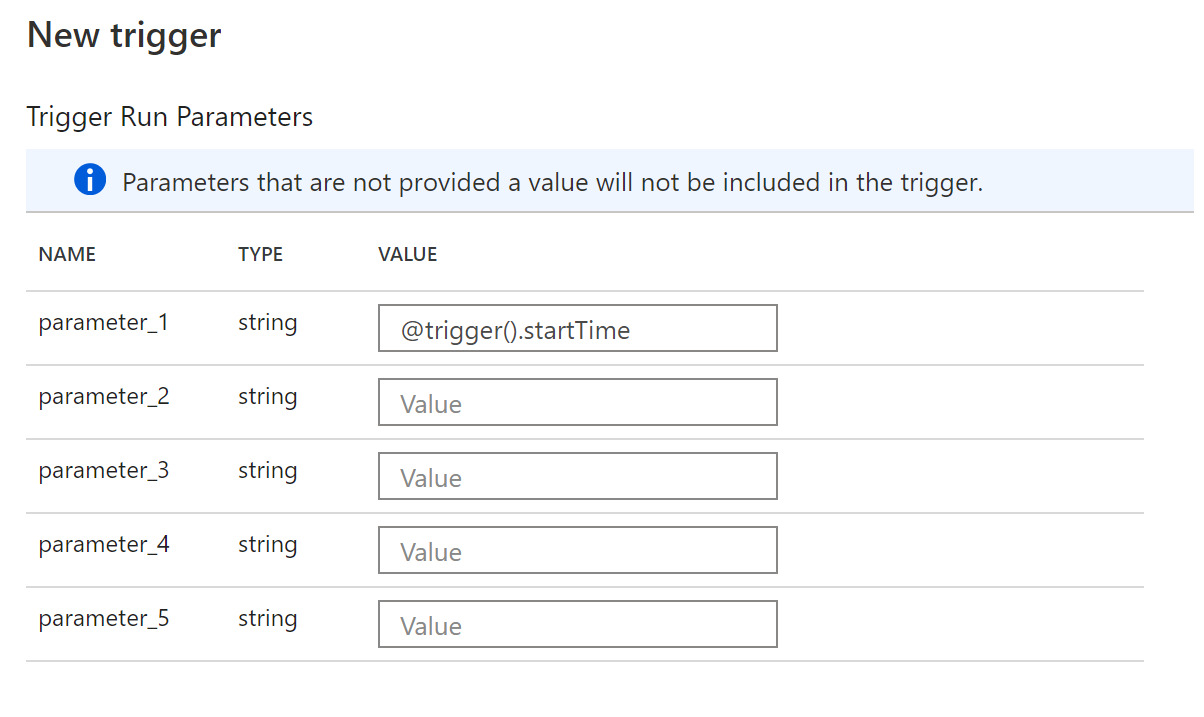 New trigger
Trigger Run Parameters
Parameters that are not provided a value will not be included in the trigger.
NAME TYPE VALUE
parameter_1 string @trigger().startTime
parameter_2 string Value
parameter_3 string Value
parameter_4 string Value
parameter_5 string Value